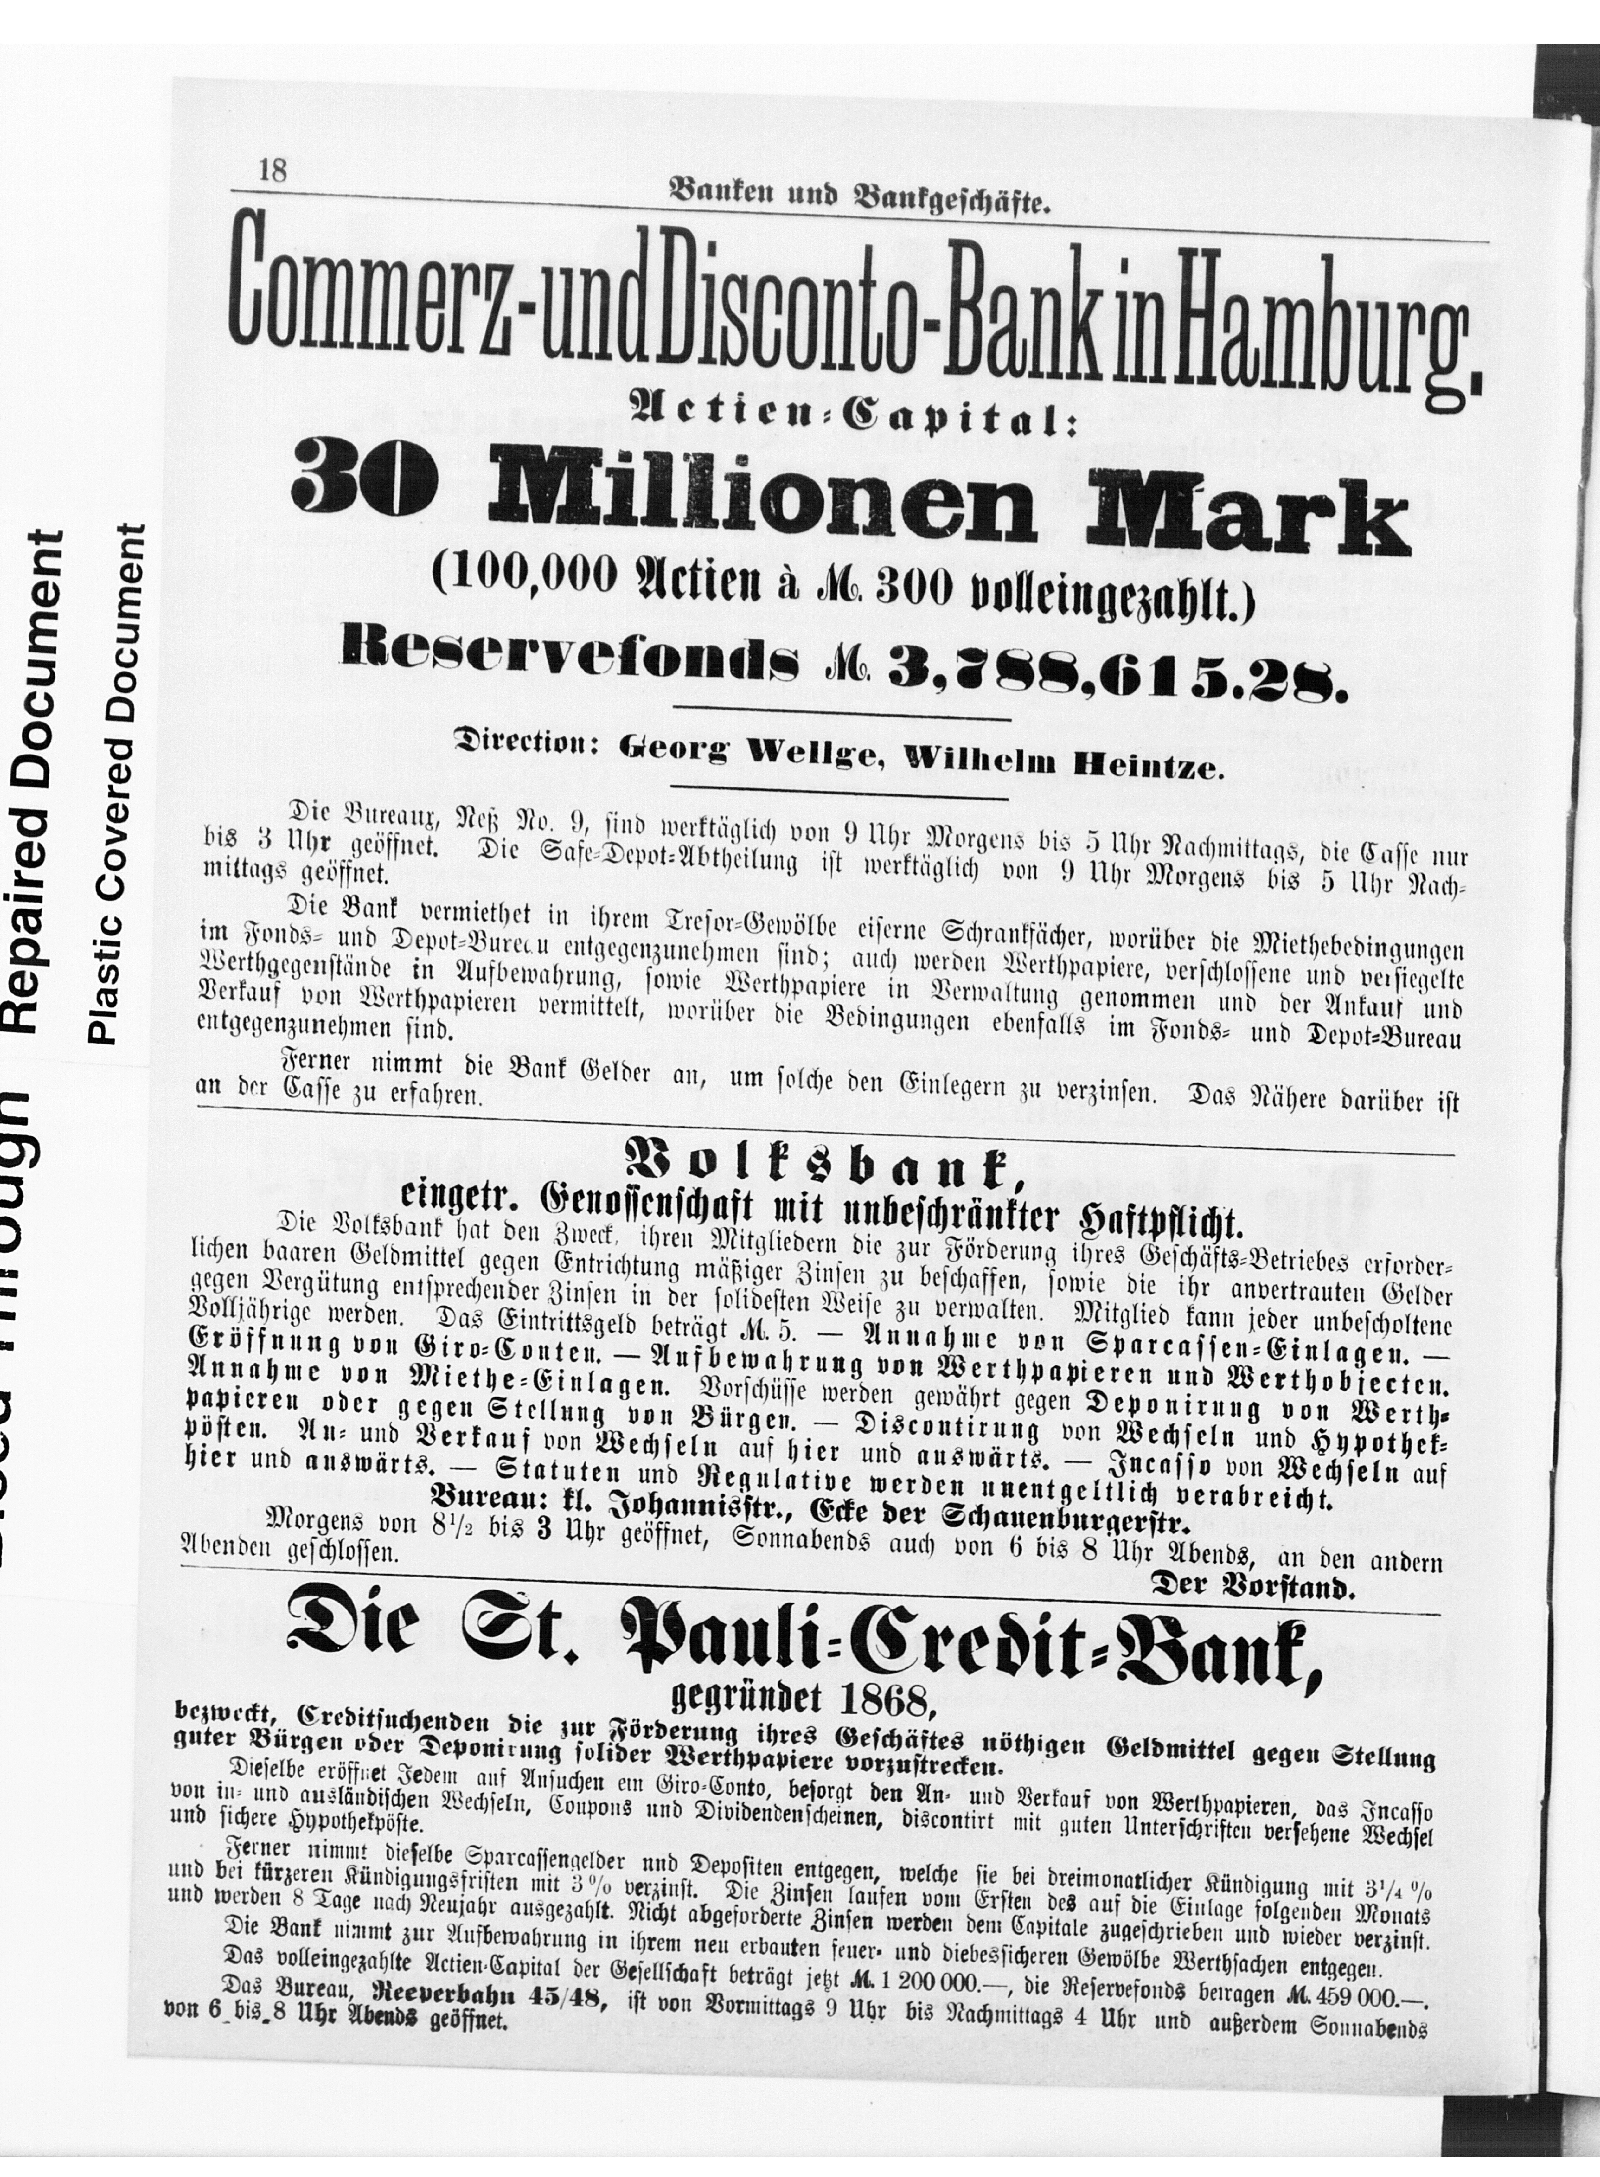 18
Banken und Bankgeschäfte.
Commerz- und Disconto-Bank in Hamburg.
Actien-Capital:
30 Millionen Mark
(100,000 Actien à M. 300 volleingezahlt.)
Reservefonds M. 3,788,615.28.
Direction: Georg Wellge, Wilhelm Heintze.
Die Bureaux, Neß No. 9, sind werktäglich von 9 Uhr Morgens bis 5 Uhr Nachmittags, die Casse nur
bis 3 Uhr geöffnet. Die Safe-Depot-Abtheilung ist werktäglich von 9 Uhr Morgens bis 5 Uhr Nach-
mittags geöffnet.
Die Bank vermiethet in ihrem Tresor-Gewölbe eiserne Schrankfächer, worüber die Miethebedingungen
im Fonds- und Depot-Bureau entgegenzunehmen sind; auch werden Werthpapiere, verschlossene und versiegelte
Werthgegenstände in Aufbewahrung, sowie Werthpapiere in Verwaltung genommen und der Ankauf und
Verkauf von Werthpapieren vermittelt, worüber die Bedingungen ebenfalls im Fonds- und Depot-Bureau
entgegenzunehmen sind.
Ferner nimmt die Bank Gelder an, um solche den Einlegern zu verzinsen. Das Nähere darüber ist
an der Casse zu erfahren.
Volksbank,
eingetr. Genossenschaft mit unbeschränkter Haftpflicht.
Die Volksbank hat den Zweck, ihren Mitgliedern die zur Förderung ihres Geschäfts-Betriebes erforder-
lichen baaren Geldmittel gegen Entrichtung mäßiger Zinsen zu beschaffen, sowie die ihr anvertrauten Gelder
gegen Vergütung entsprechender Zinsen in der solidesten Weise zu verwalten. Mitglied kann jeder unbescholtene
Volljährige werden. Das Eintrittsgeld beträgt M. 5. — Annahme von Sparcassen-Einlagen. —
Eröffnung von Giro-Conten. — Aufbewahrung von Werthpapieren und Werthobjecten.
Annahme von Miethe-Einlagen. Vorschüsse werden gewährt gegen Deponirung von Werth-
papieren oder gegen Stellung von Bürgen. — Discontirung von Wechseln und Hypothek-
pösten. An- und Verkauf von Wechseln auf hier und auswärts. — Incasso von Wechseln auf
hier und auswärts. — Statuten und Regulative werden unentgeltlich verabreicht.
Bureau: kl. Johannisstr., Ecke der Schauenburgerstr.
Morgens von 8½ bis 3 Uhr geöffnet, Sonnabends auch von 6 bis 8 Uhr Abends, an den andern
Abenden geschlossen.
Der Vorstand.
Die St. Pauli-Credit-Bank,
gegründet 1868,
bezweckt, Creditsuchenden die zur Förderung ihres Geschäftes nöthigen Geldmittel gegen Stellung
guter Bürgen oder Deponirung solider Werthpapiere vorzustrecken.
Dieselbe eröffnet Jedem auf Ansuchen ein Giro-Conto, besorgt den An- und Verkauf von Werthpapieren, das Incasso
von in- und ausländischen Wechseln, Coupons und Dividendenscheinen, discontirt mit guten Unterschriften versehene Wechsel
und sichere Hypothekpöste.
Ferner nimmt dieselbe Sparcassengelder und Depositen entgegen, welche sie bei dreimonatlicher Kündigung mit 3¼ %
und bei kürzeren Kündigungsfristen mit 3 % verzinst. Die Zinsen laufen vom Ersten des auf die Einlage folgenden Monats
und werden 8 Tage nach Neujahr ausgezahlt. Nicht abgeforderte Zinsen werden dem Capitale zugeschrieben und wieder verzinst.
Die Bank nimmt zur Aufbewahrung in ihrem neu erbauten feuer- und diebessicheren Gewölbe Werthsachen entgegen.
Das volleingezahlte Actien-Capital der Gesellschaft beträgt jetzt M. 1 200 000.—, die Reservefonds betragen M. 459 000.—.
Das Bureau, Reeperbahn 45/48, ist von Vormittags 9 Uhr bis Nachmittags 4 Uhr und außerdem Sonnabends
von 6 bis 8 Uhr Abends geöffnet.
Repaired Document
Plastic Covered Document